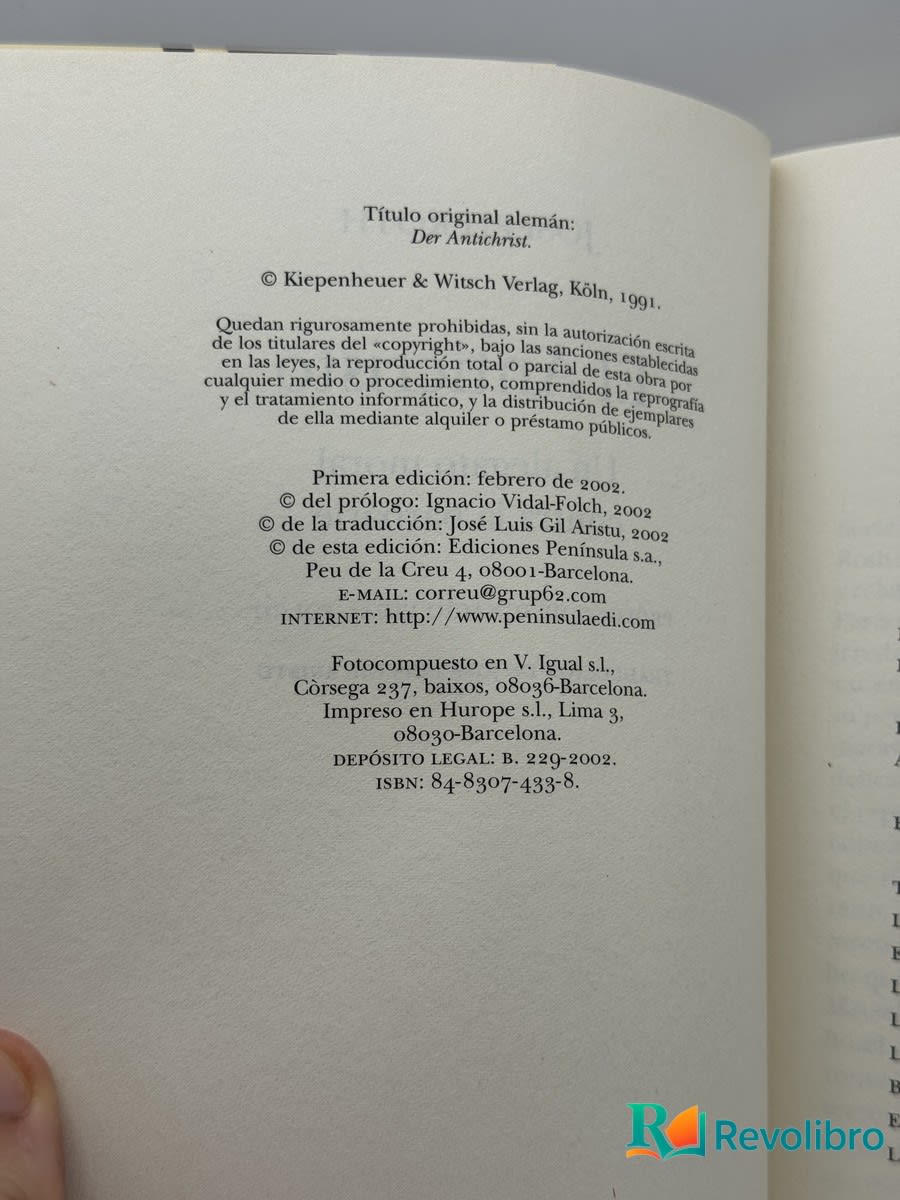 Título original alemán:
Der Antichrist.
© Kiepenheuer & Witsch Verlag, Köln, 1991.
Quedan rigurosamente prohibidas, sin la autorización escrita
de los titulares del «copyright», bajo las sanciones establecidas
en las leyes, la reproducción total o parcial de esta obra por
cualquier medio o procedimiento, comprendidos la reprografía
y el tratamiento informático, y la distribución de ejemplares
de ella mediante alquiler o préstamo públicos.
Primera edición: febrero de 2002.
© del prólogo: Ignacio Vidal-Folch, 2002
© de la traducción: José Luis Gil Aristu, 2002
© de esta edición: Ediciones Península s.a.,
Peu de la Creu 4, 08001-Barcelona.
E-MAIL: correu@grup62.com
INTERNET: http://www.peninsulaedi.com
Fotocompuesto en V. Igual s.l.,
Còrsega 237, baixos, 08036-Barcelona.
Impreso en Hurope s.l., Lima 3,
08030-Barcelona.
DEPÓSITO LEGAL: B. 229-2002.
ISBN: 84-8307-433-8.
Revolibro